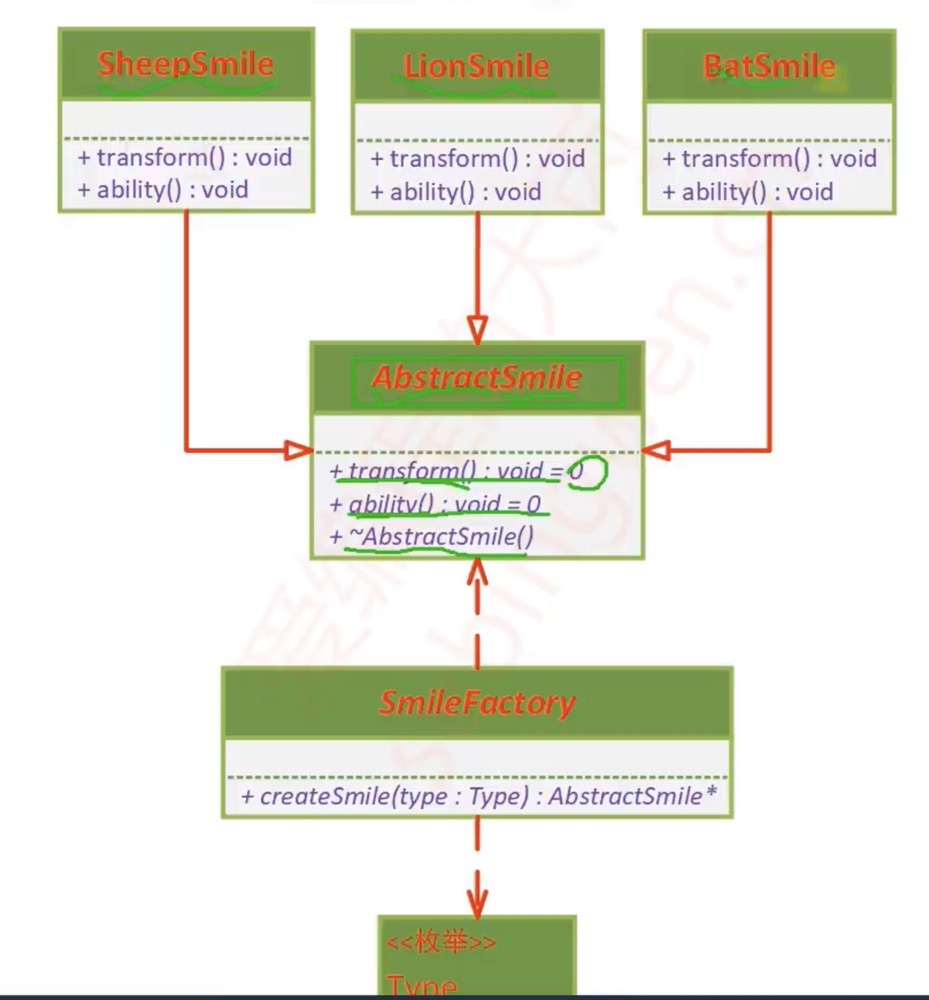 SheepSmile
+ transform() : void
+ ability() : void
LionSmile
+ transform() : void
+ ability() : void
BatSmile
+ transform() : void
+ ability() : void
AbstractSmile
+ transform() : void = 0
+ ability() : void = 0
+ ~AbstractSmile()
SmileFactory
+ createSmile(type : Type) : AbstractSmile*
<<枚举>>
Type